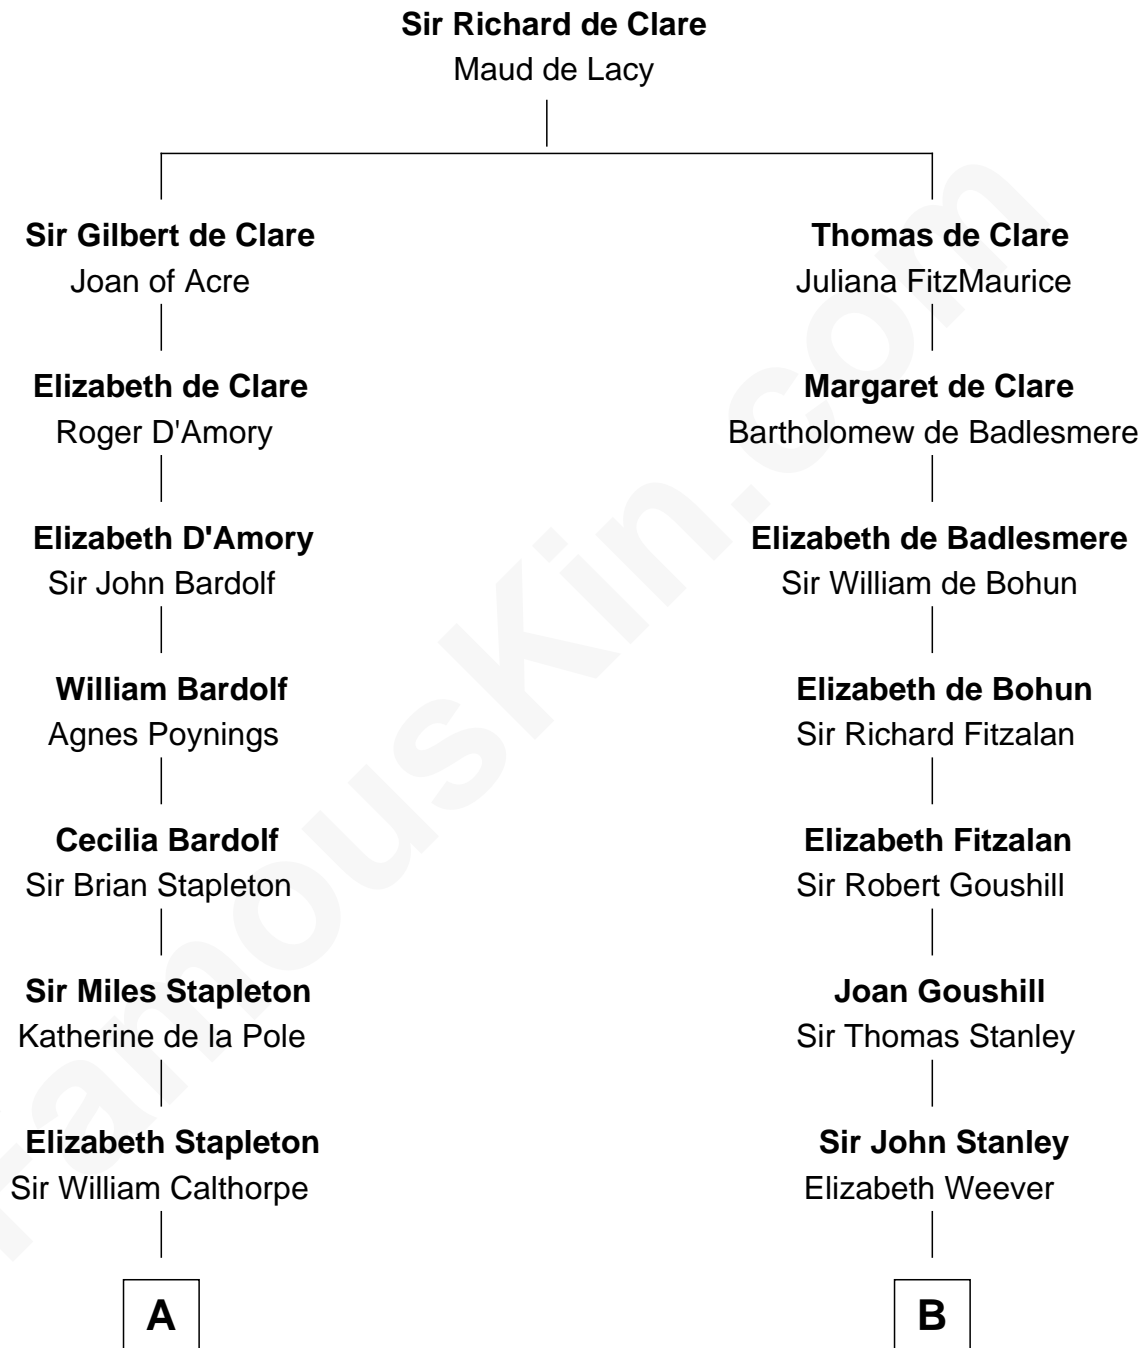 Sir Richard de Clare
Maud de Lacy
Sir Gilbert de Clare
Joan of Acre
Elizabeth de Clare
Roger D'Amory
Elizabeth D'Amory
Sir John Bardolf
William Bardolf
Agnes Poynings
Cecilia Bardolf
Sir Brian Stapleton
Sir Miles Stapleton
Katherine de la Pole
Elizabeth Stapleton
Sir William Calthorpe
A
Thomas de Clare
Juliana FitzMaurice
Margaret de Clare
Bartholomew de Badlesmere
Elizabeth de Badlesmere
Sir William de Bohun
Elizabeth de Bohun
Sir Richard Fitzalan
Elizabeth Fitzalan
Sir Robert Goushill
Joan Goushill
Sir Thomas Stanley
Sir John Stanley
Elizabeth Weever
B
FamousKin.com